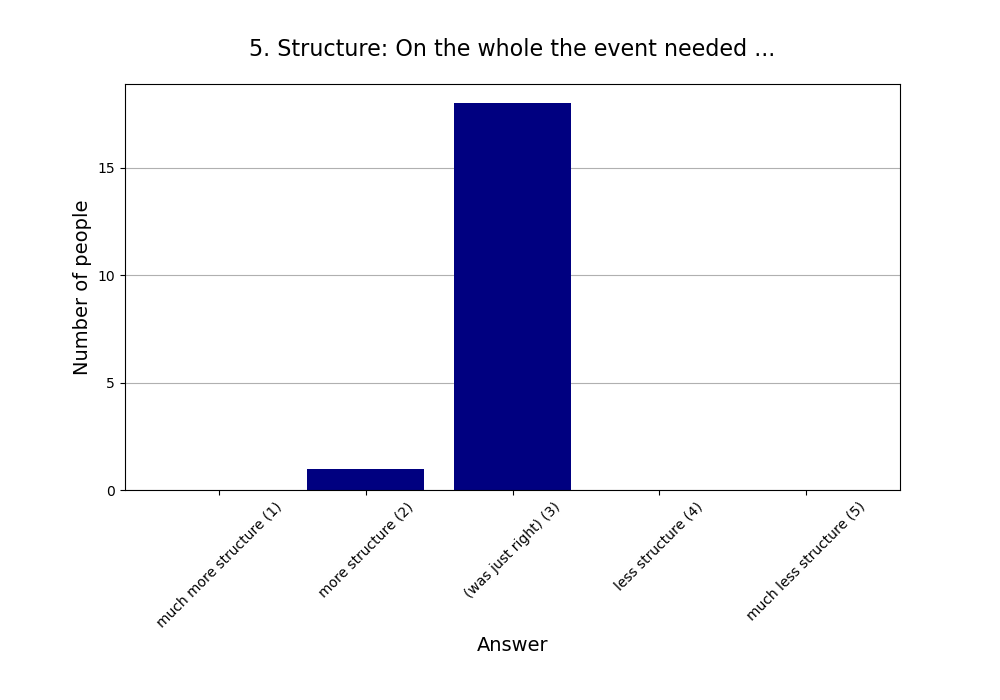 5. Structure: On the whole the event needed ...
Number of people
15
10
5
0
much more structure (1)
more structure (2)
(was just right) (3)
less structure (4)
much less structure (5)
Answer